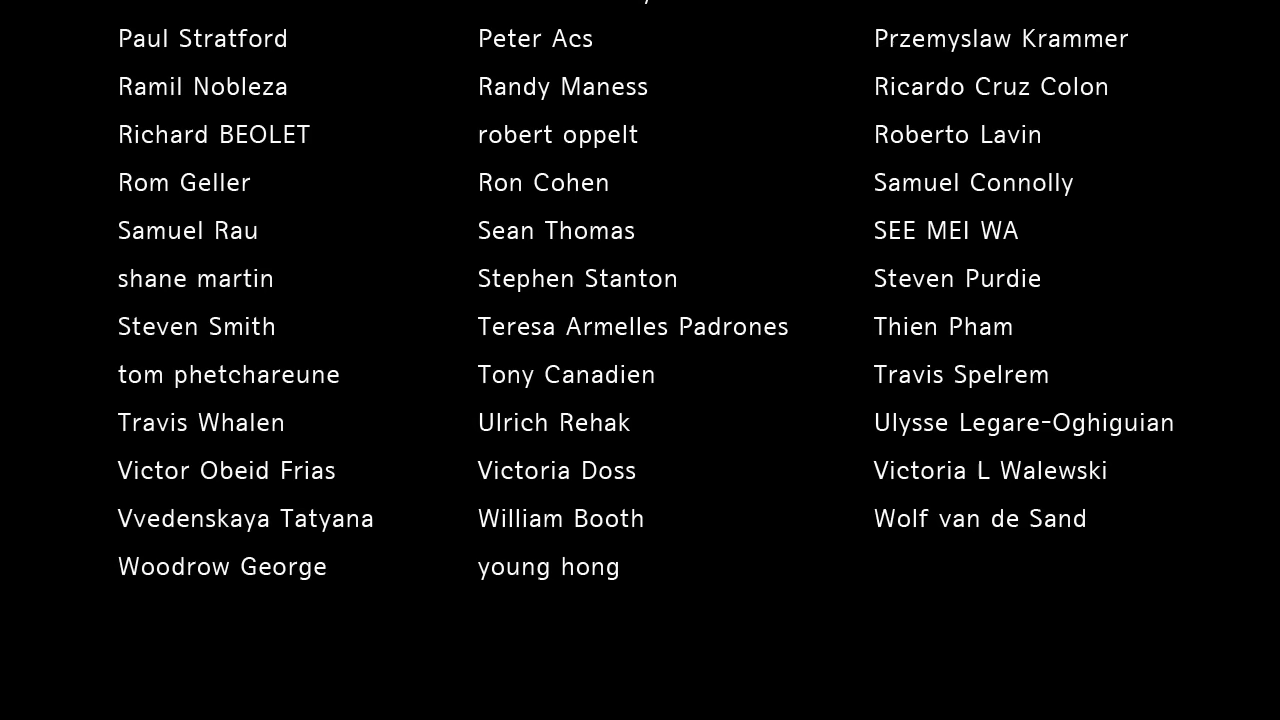 Paul Stratford Peter Acs Przemyslaw Krammer
Ramil Nobleza Randy Maness Ricardo Cruz Colon
Richard BEOLET robert oppelt Roberto Lavin
Rom Geller Ron Cohen Samuel Connolly
Samuel Rau Sean Thomas SEE MEI WA
shane martin Stephen Stanton Steven Purdie
Steven Smith Teresa Armelles Padrones Thien Pham
tom phetchareune Tony Canadien Travis Spelrem
Travis Whalen Ulrich Rehak Ulysse Legare-Oghiguian
Victor Obeid Frias Victoria Doss Victoria L Walewski
Vvedenskaya Tatyana William Booth Wolf van de Sand
Woodrow George young hong